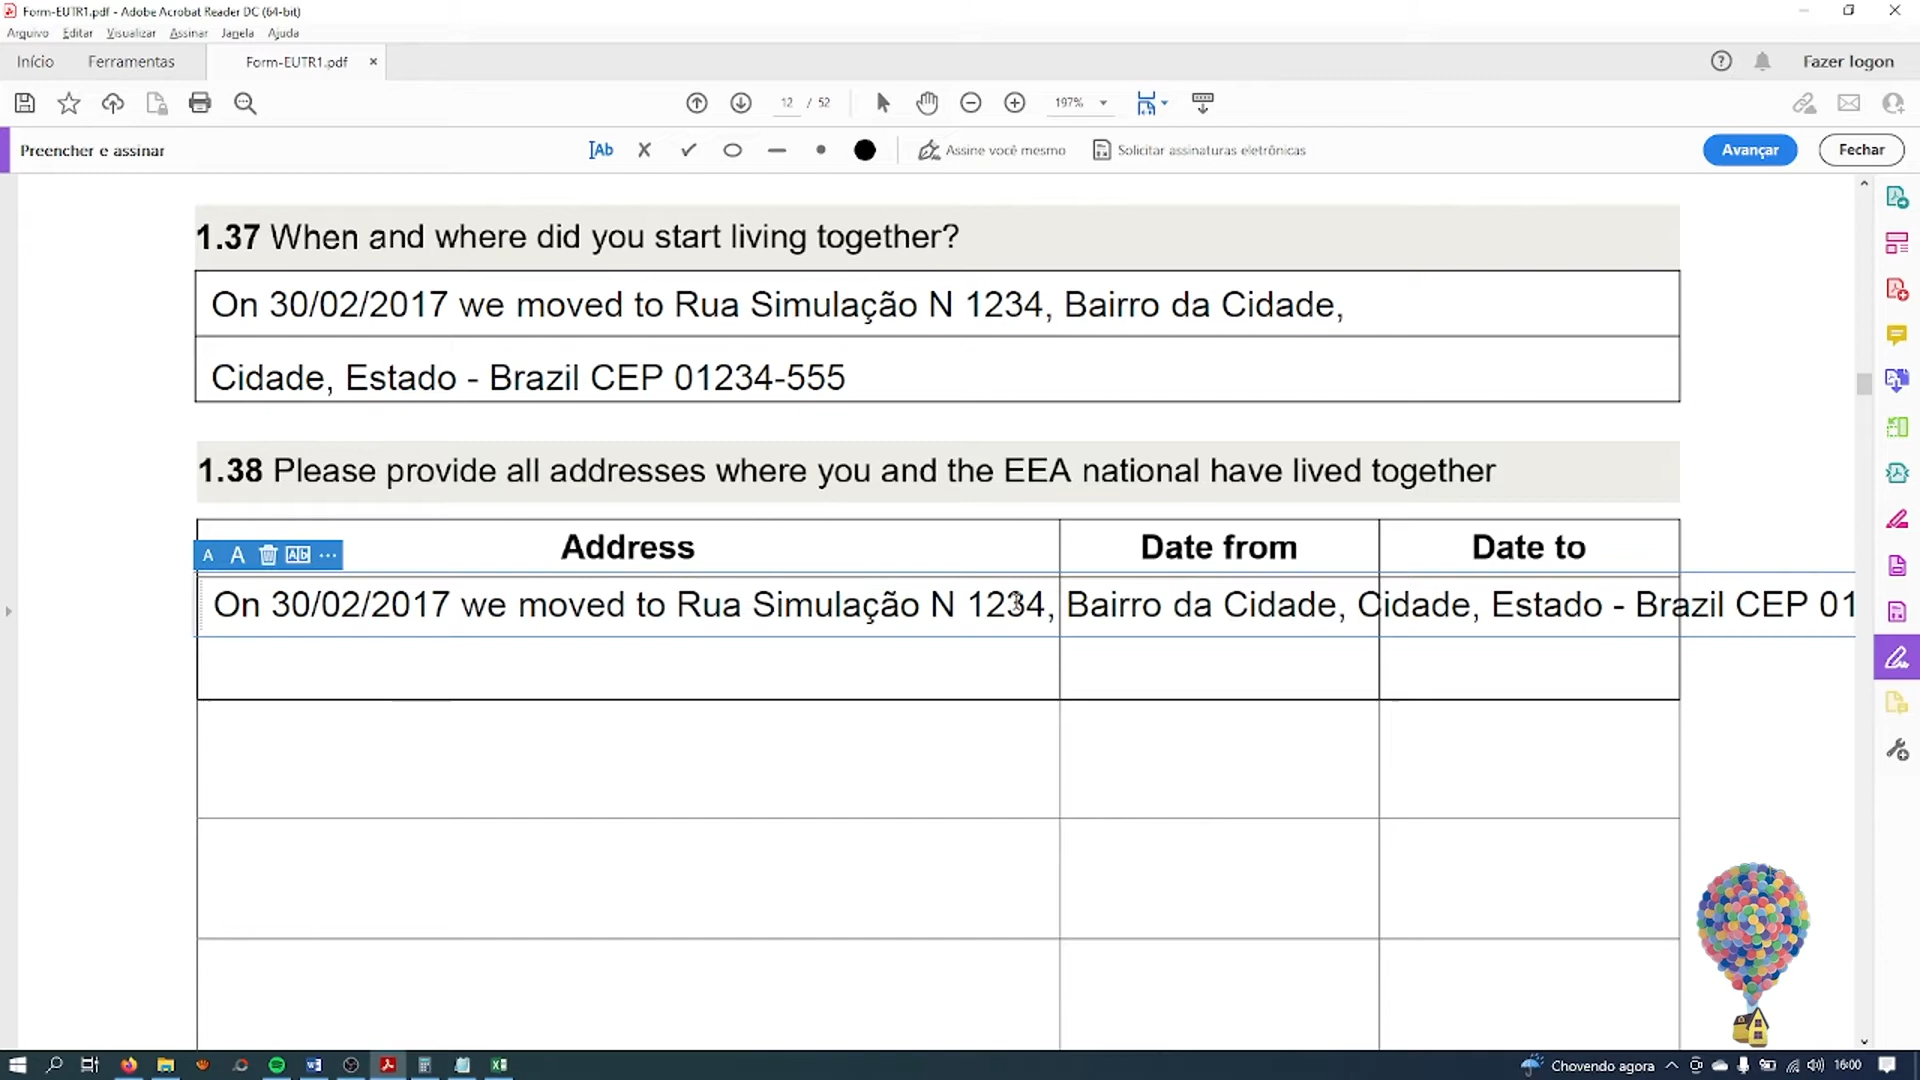 Form-EUTR1.pdf - Adobe Acrobat Reader DC (64-bit)
Arquivo Editar Visualizar Assinar Janela Ajuda
Início Ferramentas Form-EUTR1.pdf Fazer logon
12 / 52 197%
Preencher e assinar Ab Assine você mesmo Solicitar assinaturas eletrônicas Avançar Fechar
1.37 When and where did you start living together?
On 30/02/2017 we moved to Rua Simulação N 1234, Bairro da Cidade,
Cidade, Estado - Brazil CEP 01234-555
1.38 Please provide all addresses where you and the EEA national have lived together
A A Ab Address Date from Date to
On 30/02/2017 we moved to Rua Simulação N 1234, Bairro da Cidade, Cidade, Estado - Brazil CEP 01
Chovendo agora 16:00